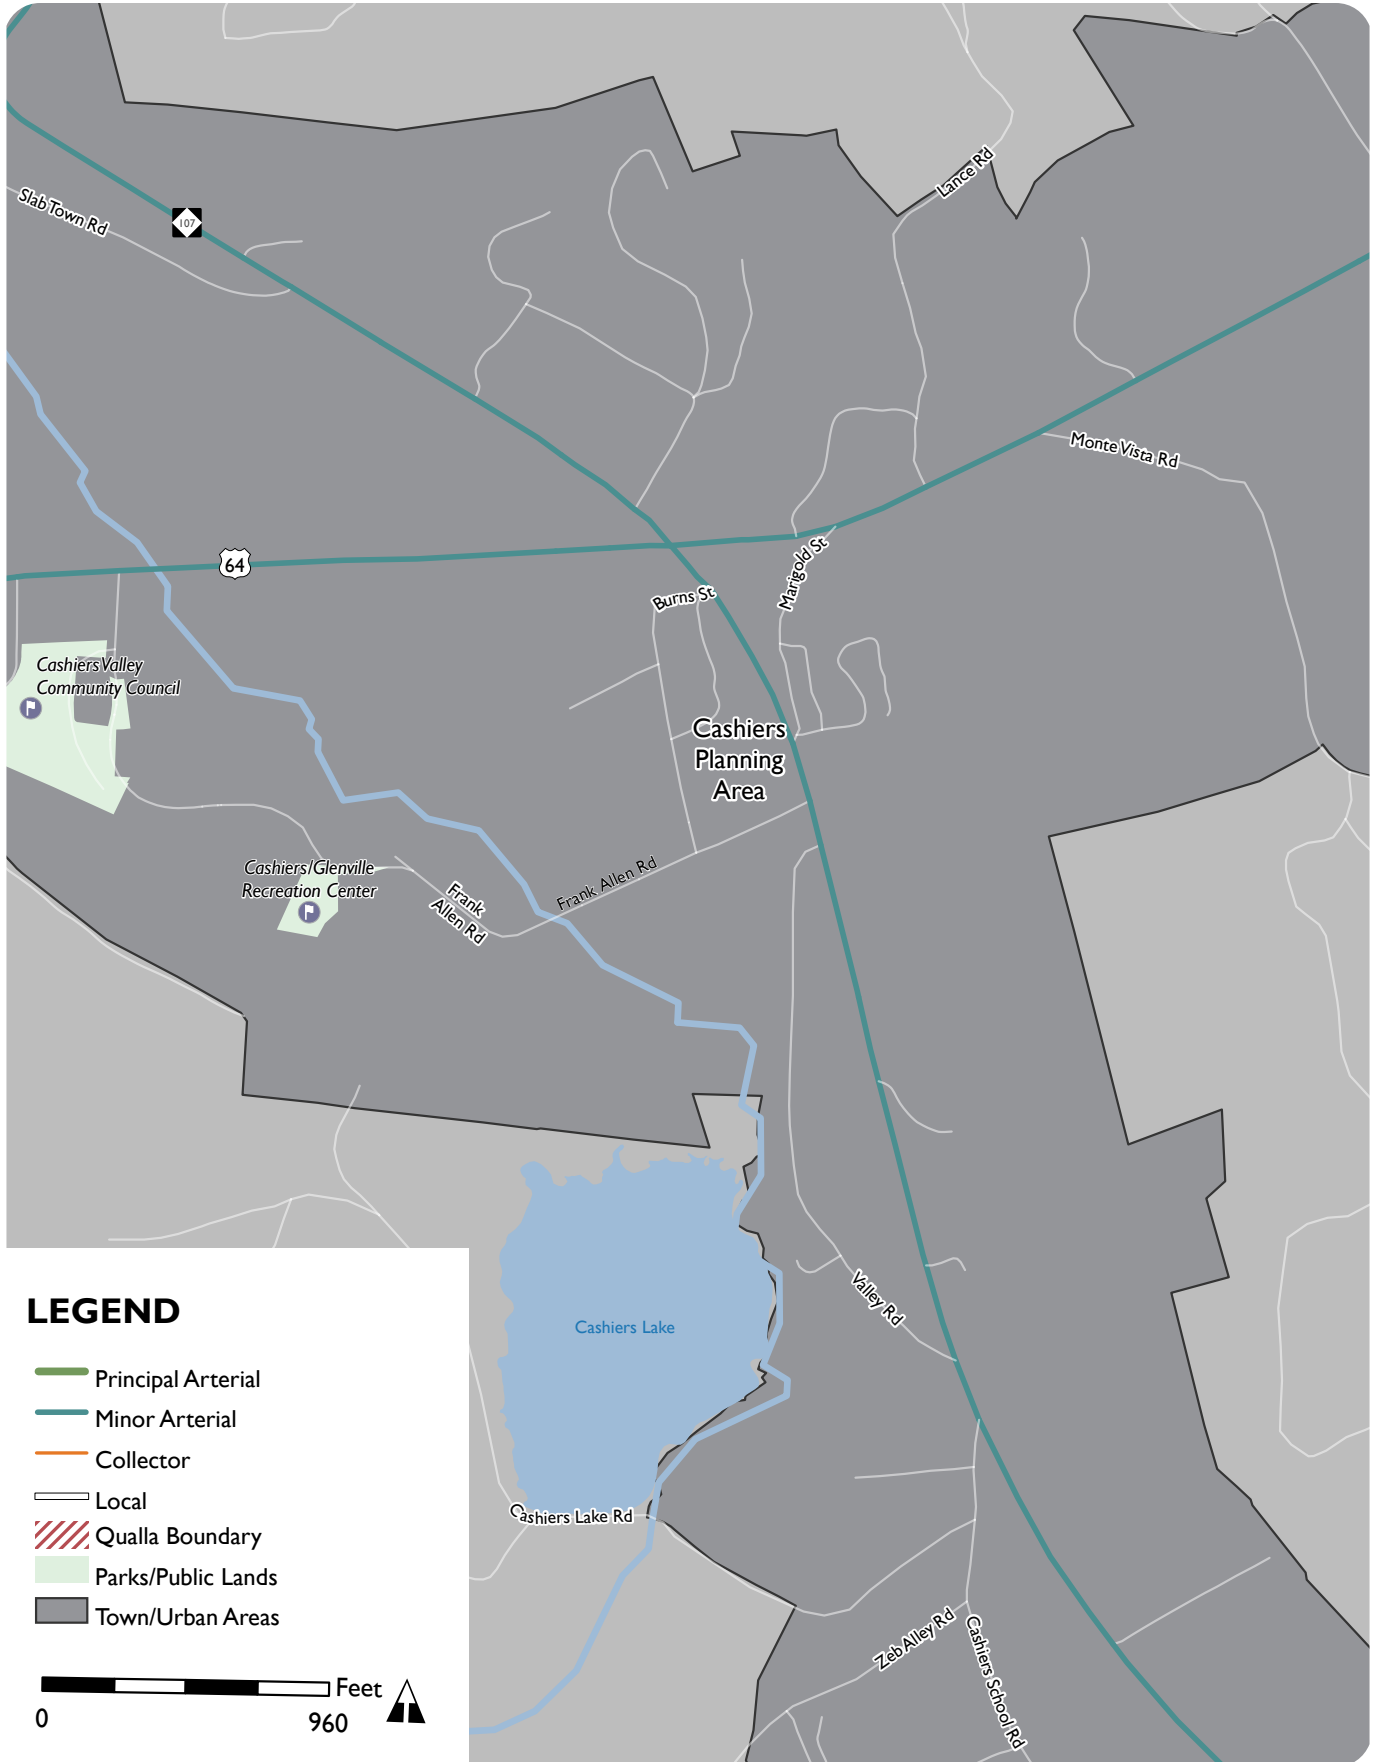 Lance Rd
Slab Town Rd
107
Monte Vista Rd
64
Marigold St
Burns St
Cashiers Valley
Community Council
Cashiers
Planning
Area
Cashiers/Glenville
Recreation Center
Frank
Allen Rd
Frank Allen Rd
Valley Rd
Cashiers Lake
Cashiers Lake Rd
Zeb Alley Rd
Cashiers School Rd
LEGEND
Principal Arterial
Minor Arterial
Collector
Local
Qualla Boundary
Parks/Public Lands
Town/Urban Areas
Feet
0
960